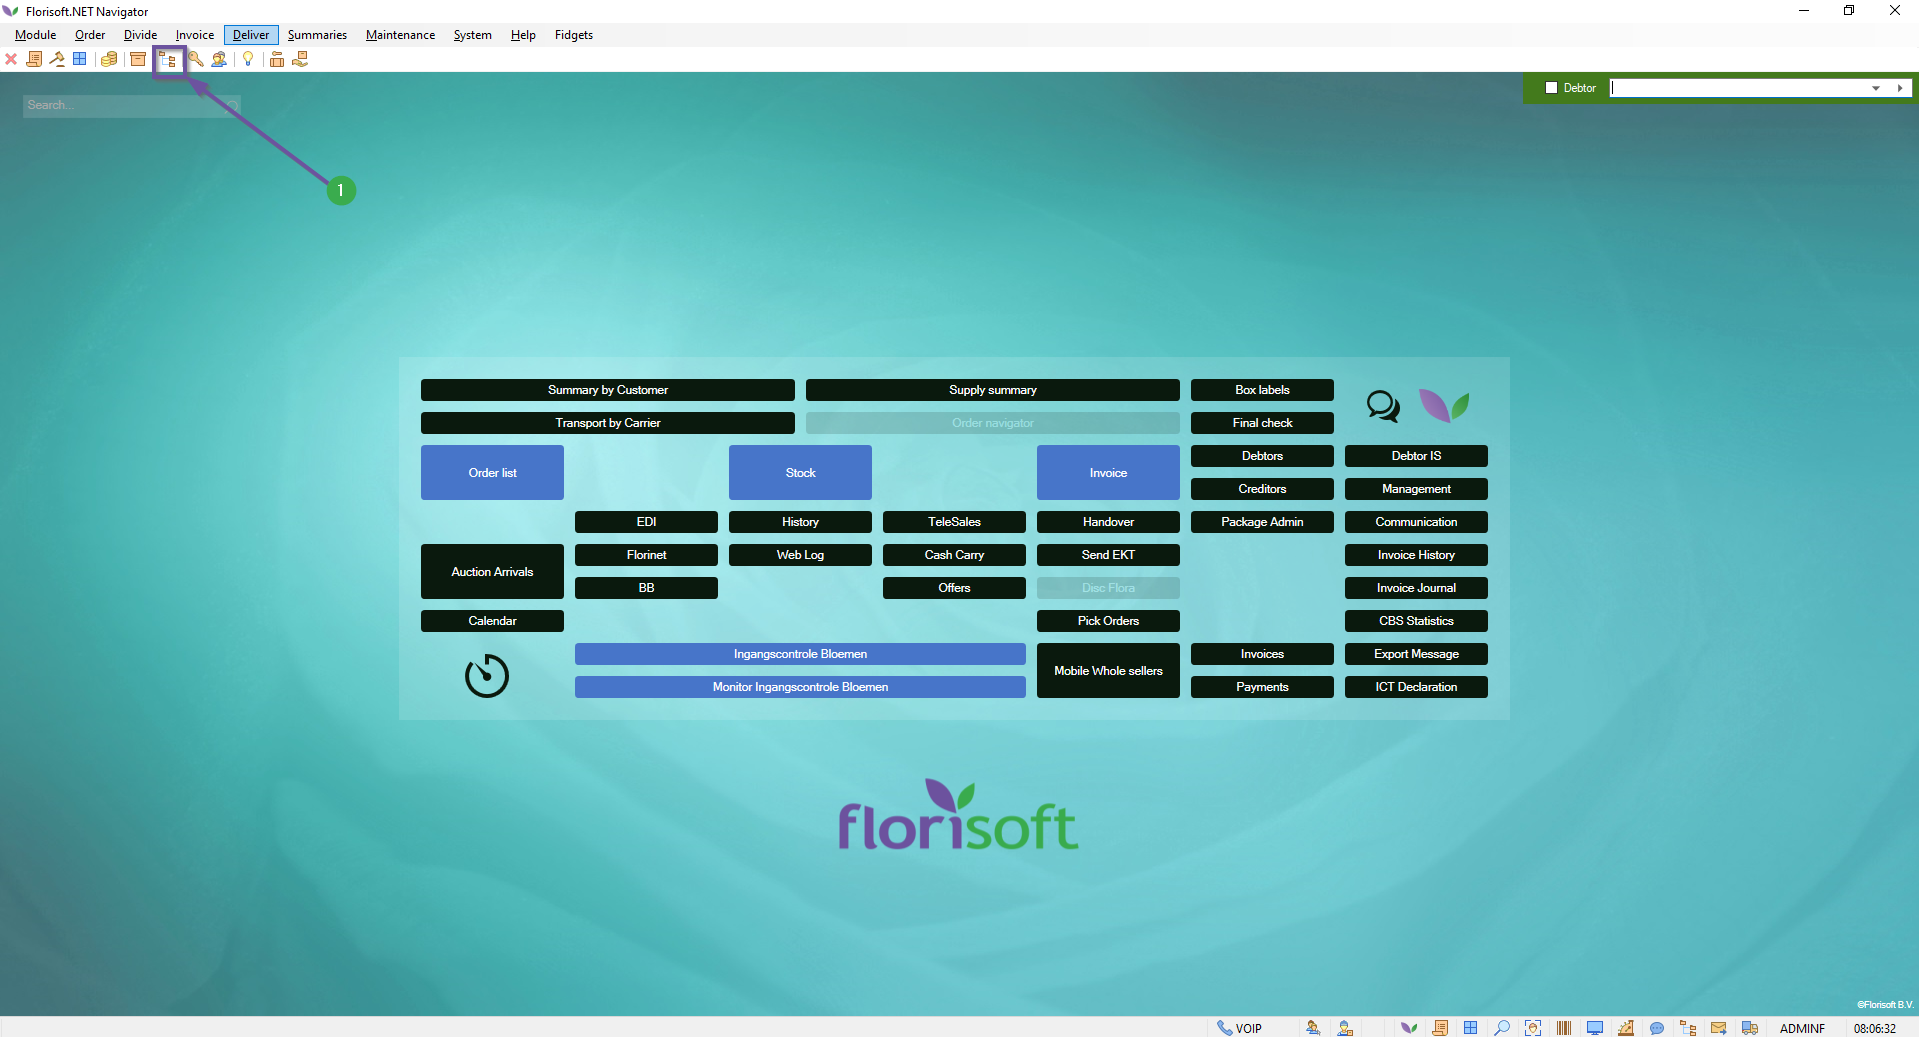 Florisoft.NET Navigator
Module Order Divide Invoice Deliver Summaries Maintenance System Help Fidgets
Search...
Debtor
1
Summary by Customer Supply summary Box labels
Transport by Carrier Order navigator Final check
Order list Stock Invoice Debtors Debtor IS
Creditors Management
EDI History TeleSales Handover Package Admin Communication
Auction Arrivals Florinet Web Log Cash Carry Send EKT Invoice History
BB Offers Disc Flora Invoice Journal
Calendar Pick Orders CBS Statistics
Ingangscontrole Bloemen Mobile Whole sellers Invoices Export Message
Monitor Ingangscontrole Bloemen Payments ICT Declaration
florisoft
©Florisoft B.V.
VOIP ADMINF 08:06:32